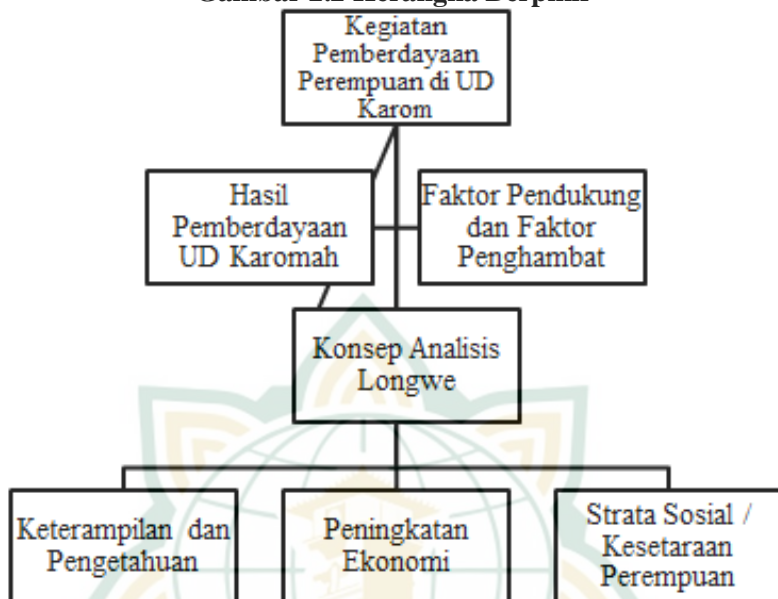 Kegiatan
Pemberdayaan
Perempuan di UD
Karom
Hasil
Pemberdayaan
UD Karomah
Faktor Pendukung
dan Faktor
Penghambat
Konsep Analisis
Longwe
Keterampilan dan
Pengetahuan
Peningkatan
Ekonomi
Strata Sosial /
Kesetaraan
Perempuan